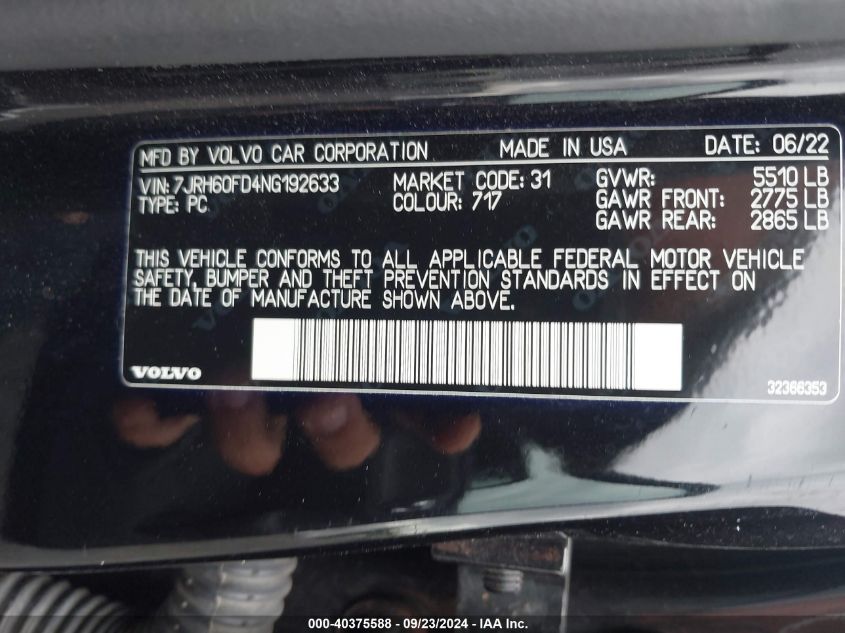 MFD BY VOLVO CAR CORPORATION MADE IN USA DATE: 06/22
VIN: 7JRH60FD4NG192633 MARKET CODE: 31 GVWR: 5510 LB
TYPE: PC COLOUR: 717 GAWR FRONT: 2775 LB
GAWR REAR: 2865 LB
THIS VEHICLE CONFORMS TO ALL APPLICABLE FEDERAL MOTOR VEHICLE
SAFETY, BUMPER AND THEFT PREVENTION STANDARDS IN EFFECT ON
THE DATE OF MANUFACTURE SHOWN ABOVE.
VOLVO 32366353
000-40375588 - 09/23/2024 - IAA Inc.